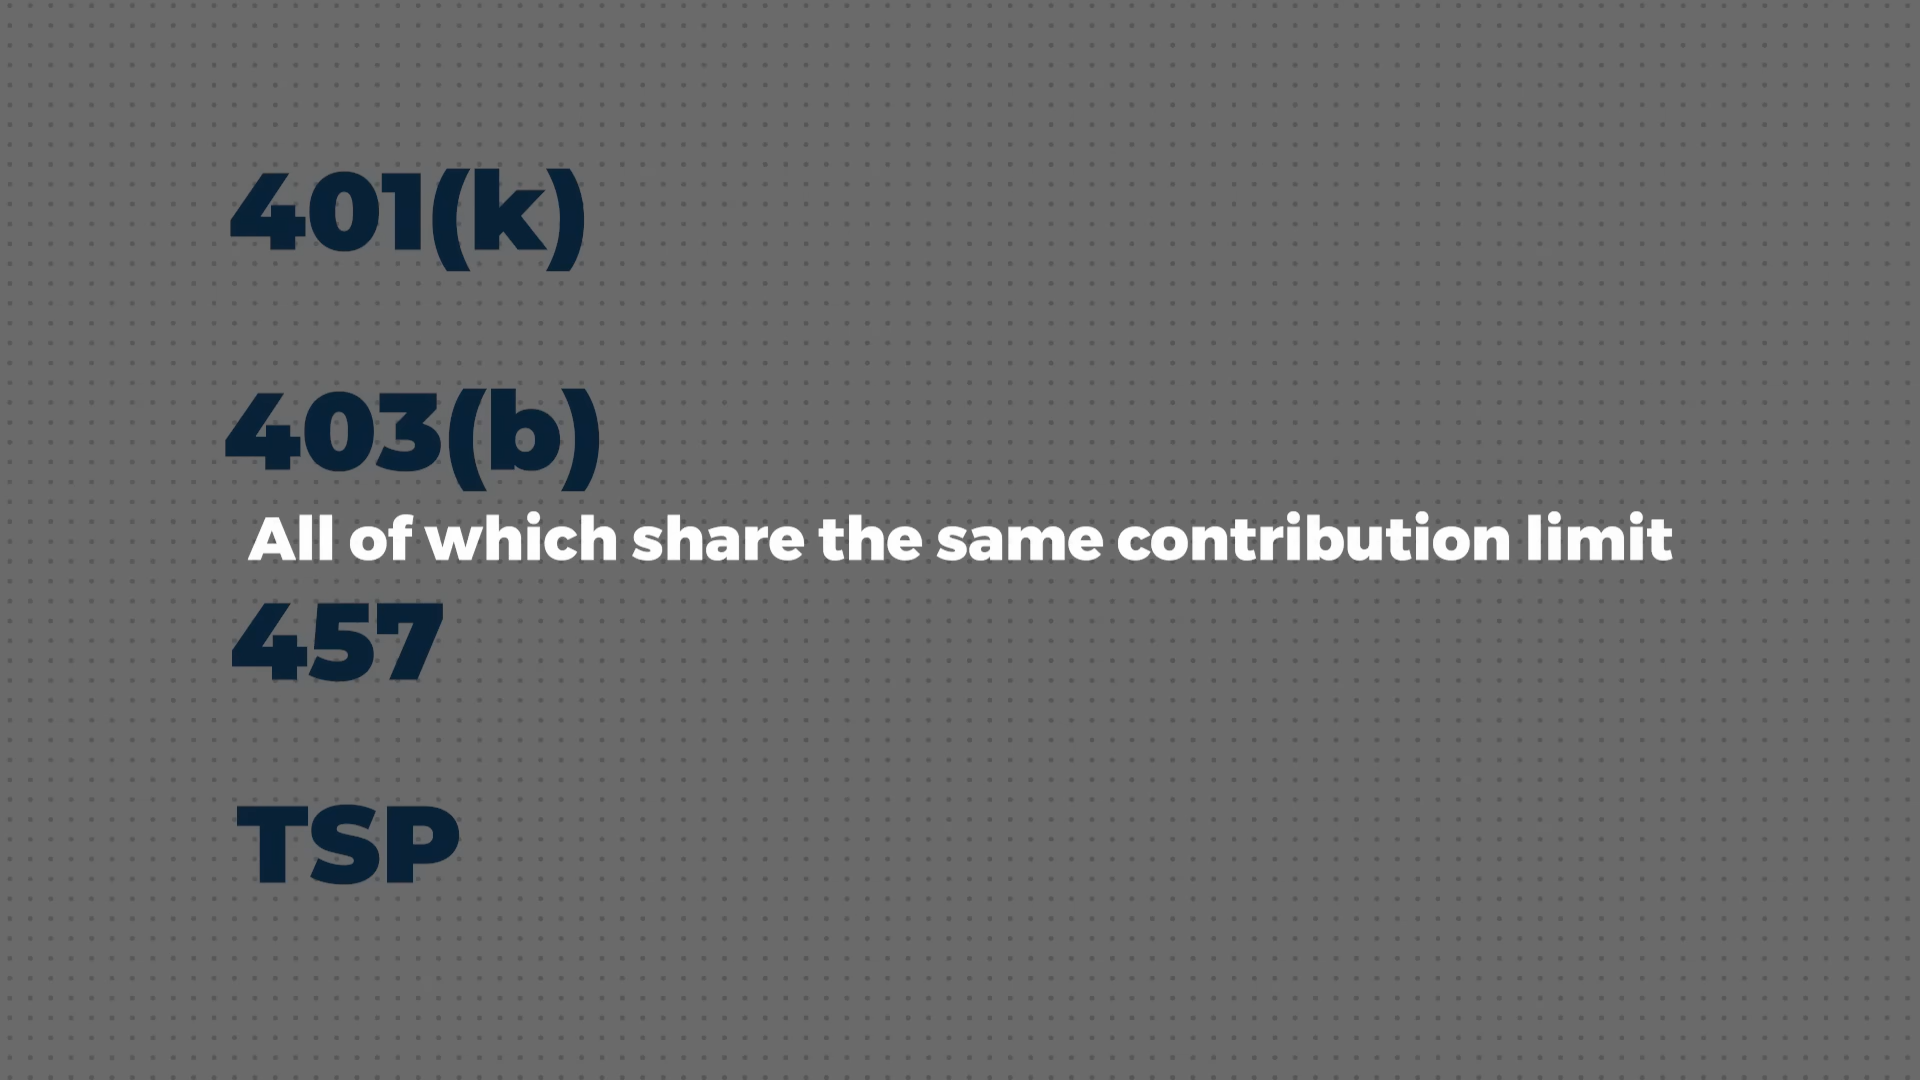 401(k)
403(b)
All of which share the same contribution limit
457
TSP